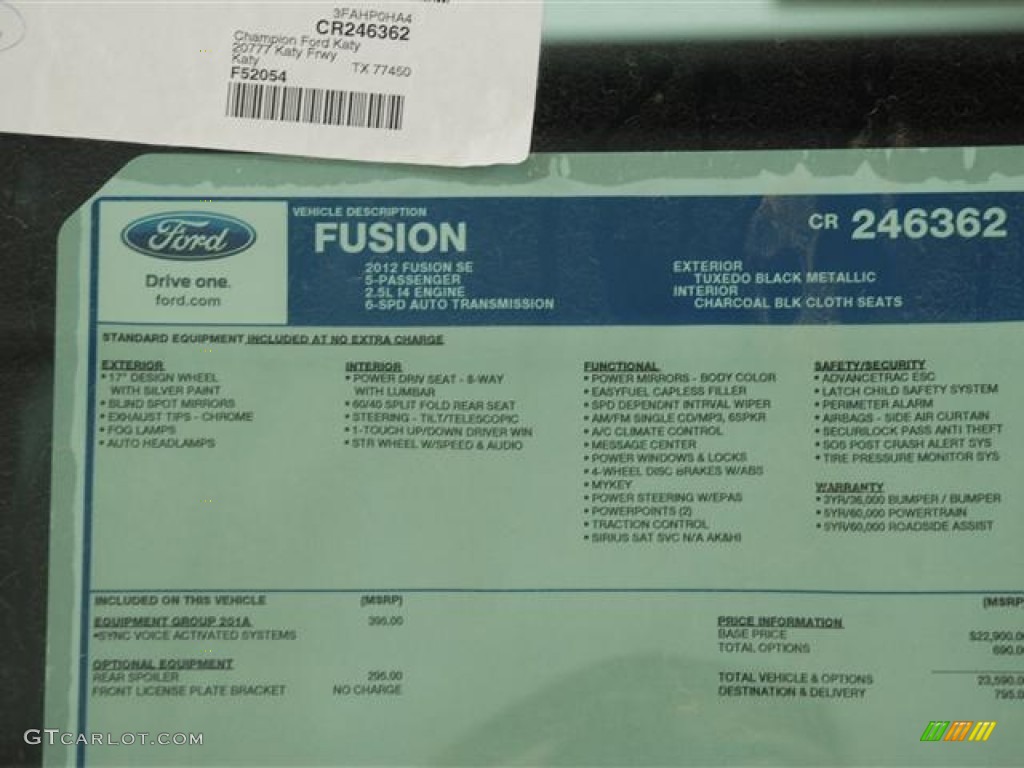 3FAHP0HA4
CR246362
Champion Ford Katy
20777 Katy Frwy
Katy TX 77450
F52054
Ford
Drive one.
ford.com
VEHICLE DESCRIPTION
FUSION
CR 246362
2012 FUSION SE
5-PASSENGER
2.5L I4 ENGINE
6-SPD AUTO TRANSMISSION
EXTERIOR
TUXEDO BLACK METALLIC
INTERIOR
CHARCOAL BLK CLOTH SEATS
STANDARD EQUIPMENT INCLUDED AT NO EXTRA CHARGE
EXTERIOR
• 17" DESIGN WHEEL
WITH SILVER PAINT
• BLIND SPOT MIRRORS
• EXHAUST TIPS - CHROME
• FOG LAMPS
• AUTO HEADLAMPS
INTERIOR
• POWER DRIV SEAT - 8-WAY
WITH LUMBAR
• 60/40 SPLIT FOLD REAR SEAT
• STEERING - TILT/TELESCOPIC
• 1-TOUCH UP/DOWN DRIVER WIN
• STR WHEEL W/SPEED & AUDIO
FUNCTIONAL
• POWER MIRRORS - BODY COLOR
• EASYFUEL CAPLESS FILLER
• SPD DEPENDNT INTRVAL WIPER
• AM/FM SINGLE CD/MP3, 6SPKR
• A/C CLIMATE CONTROL
• MESSAGE CENTER
• POWER WINDOWS & LOCKS
• 4-WHEEL DISC BRAKES W/ABS
• MYKEY
• POWER STEERING W/EPAS
• POWERPOINTS (2)
• TRACTION CONTROL
• SIRIUS SAT SVC N/A AK&HI
SAFETY/SECURITY
• ADVANCETRAC ESC
• LATCH CHILD SAFETY SYSTEM
• PERIMETER ALARM
• AIRBAGS - SIDE AIR CURTAIN
• SECURILOCK PASS ANTI THEFT
• SOS POST CRASH ALERT SYS
• TIRE PRESSURE MONITOR SYS
WARRANTY
• 3YR/36,000 BUMPER / BUMPER
• 5YR/60,000 POWERTRAIN
• 5YR/60,000 ROADSIDE ASSIST
INCLUDED ON THIS VEHICLE (MSRP)
EQUIPMENT GROUP 201A 395.00
•SYNC VOICE ACTIVATED SYSTEMS
OPTIONAL EQUIPMENT
REAR SPOILER 295.00
FRONT LICENSE PLATE BRACKET NO CHARGE
(MSRP)
PRICE INFORMATION
BASE PRICE $22,900.00
TOTAL OPTIONS 690.00
TOTAL VEHICLE & OPTIONS 23,590.00
DESTINATION & DELIVERY 795.00
GTCARLOT.COM